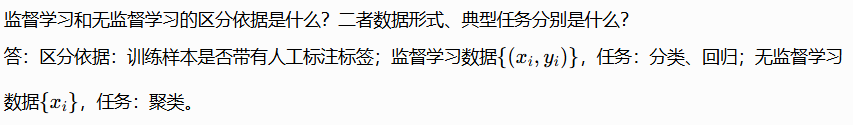 监督学习和无监督学习的区分依据是什么？二者数据形式、典型任务分别是什么？
答：区分依据：训练样本是否带有人工标注标签；监督学习数据{(xᵢ, yᵢ)}，任务：分类、回归；无监督学习
数据{xᵢ}，任务：聚类。